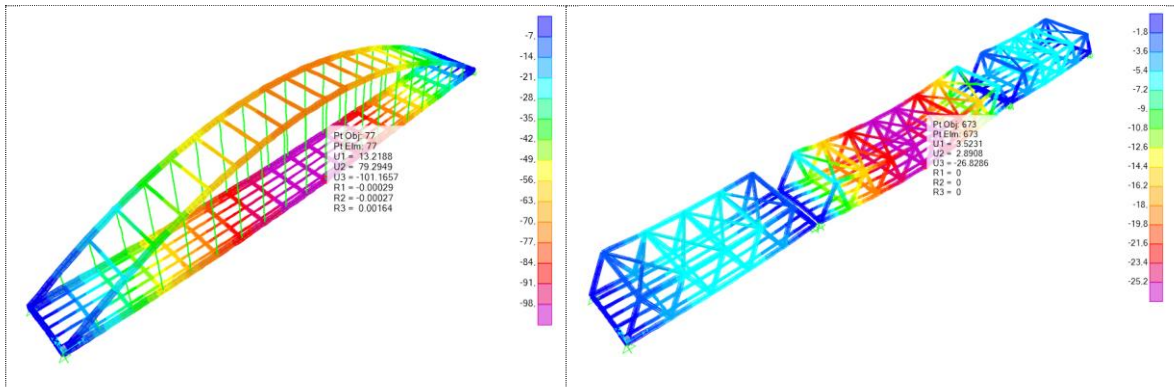 Pt Obj: 77
Pt Elm: 77
U1 = 13.2188
U2 = 79.2949
U3 = -101.1657
R1 = -0.00029
R2 = -0.00027
R3 = 0.00164
-7,
-14,
-21,
-28,
-35,
-42,
-49,
-56,
-63,
-70,
-77,
-84,
-91,
-98,
Pt Obj: 673
Pt Elm: 673
U1 = 3.5231
U2 = 2.8908
U3 = -26.8286
R1 = 0
R2 = 0
R3 = 0
-1.8
-3.6
-5.4
-7.2
-9.
-10.8
-12.6
-14.4
-16.2
-18.
-19.8
-21.6
-23.4
-25.2